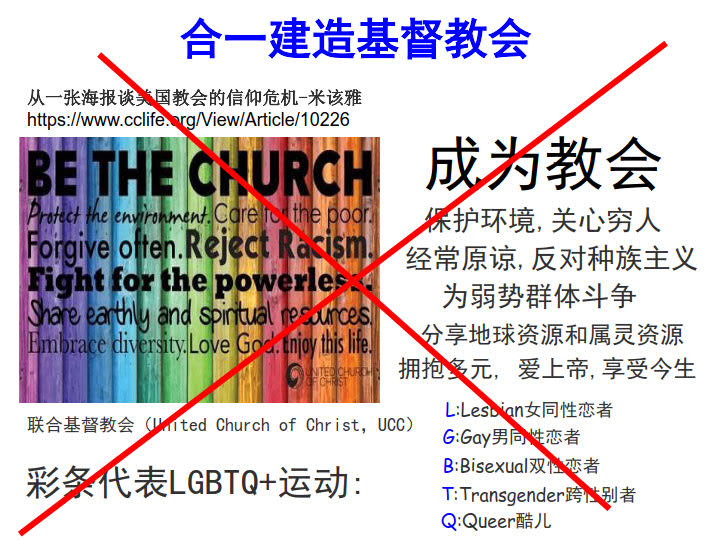 合一建造基督教会
从一张海报谈美国教会的信仰危机-米该雅
https://www.cclife.org/View/Article/10226
BE THE CHURCH
Protect the environment. Care for the poor.
Forgive often. Reject Racism.
Fight for the powerless.
Share earthly and spiritual resources.
Embrace diversity. Love God. Enjoy this life.
UNITED CHURCH
OF CHRIST
成为教会
保护环境, 关心穷人
经常原谅, 反对种族主义
为弱势群体斗争
分享地球资源和属灵资源
拥抱多元, 爱上帝, 享受今生
联合基督教会 (United Church of Christ, UCC)
彩条代表LGBTQ+运动:
L:Lesbian女同性恋者
G:Gay男同性恋者
B:Bisexual双性恋者
T:Transgender跨性别者
Q:Queer酷儿